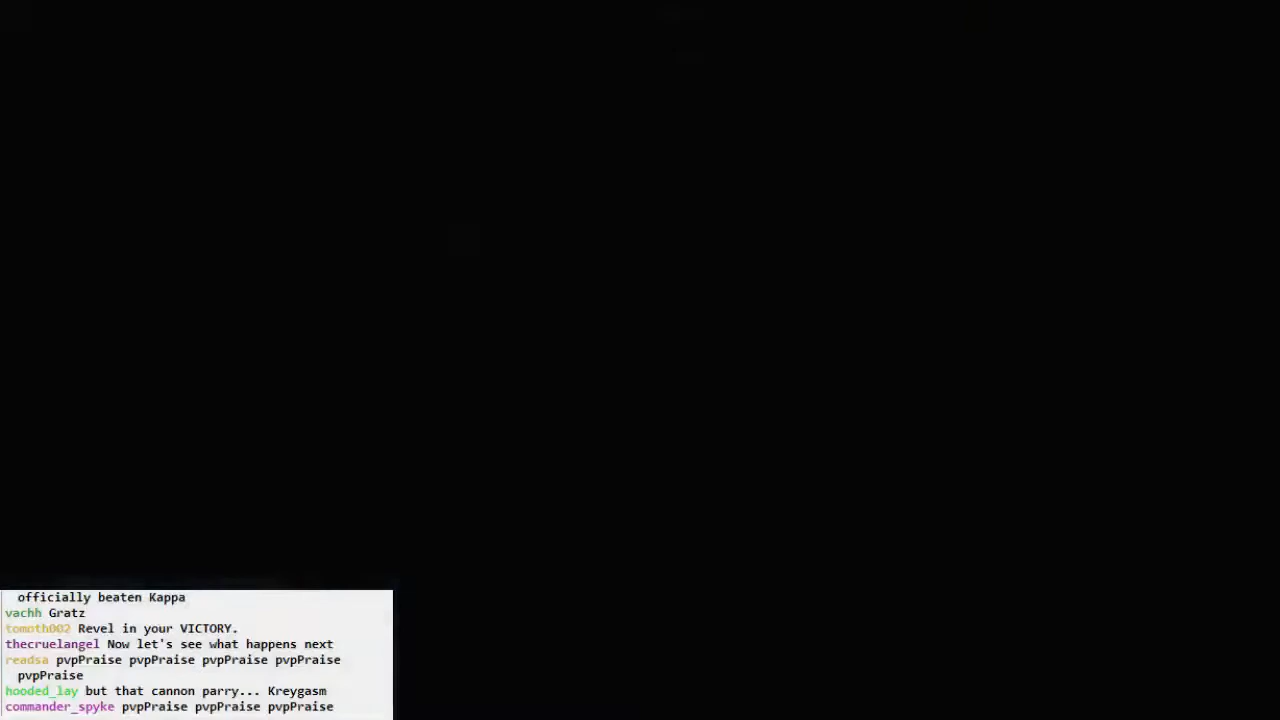 officially beaten Kappa
vachh Gratz
tomoth002 Revel in your VICTORY.
thecruelangel Now let's see what happens next
readsa pvpPraise pvpPraise pvpPraise pvpPraise
pvpPraise
hooded_lay but that cannon parry... Kreygasm
commander_spyke pvpPraise pvpPraise pvpPraise